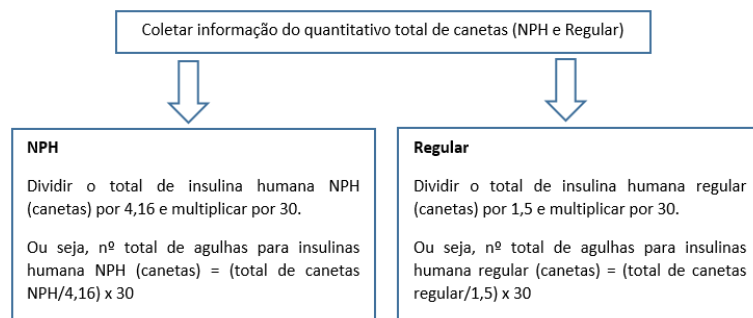 Coletar informação do quantitativo total de canetas (NPH e Regular)
NPH
Dividir o total de insulina humana NPH
(canetas) por 4,16 e multiplicar por 30.
Ou seja, nº total de agulhas para insulinas
humana NPH (canetas) = (total de canetas
NPH/4,16) x 30
Regular
Dividir o total de insulina humana regular
(canetas) por 1,5 e multiplicar por 30.
Ou seja, nº total de agulhas para insulinas
humana regular (canetas) = (total de canetas
regular/1,5) x 30